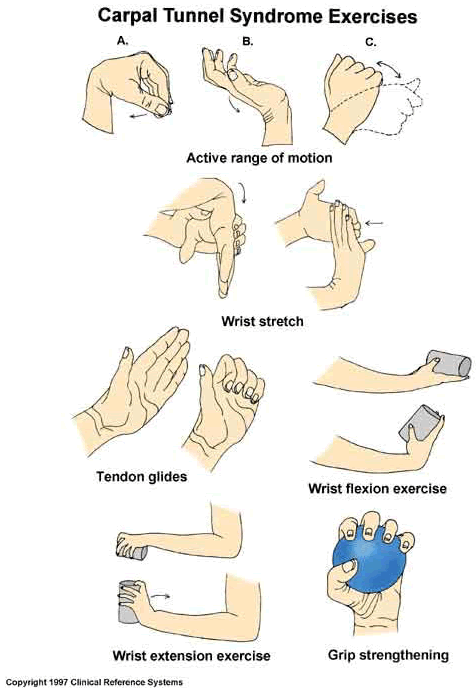 Carpal Tunnel Syndrome Exercises
A. B. C.
Active range of motion
Wrist stretch
Tendon glides
Wrist flexion exercise
Wrist extension exercise
Grip strengthening
Copyright 1997 Clinical Reference Systems